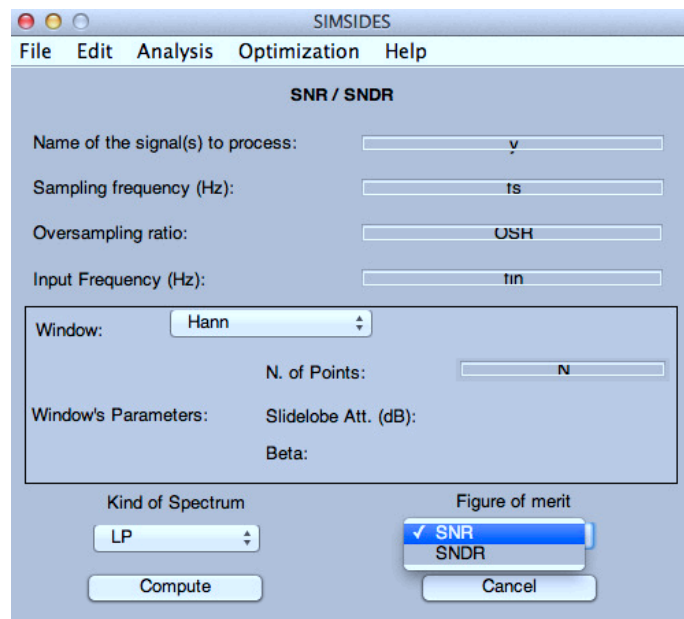 SIMSIDES
File Edit Analysis Optimization Help
SNR / SNDR
Name of the signal(s) to process: y
Sampling frequency (Hz): fs
Oversampling ratio: OSR
Input Frequency (Hz): fin
Window: Hann
N. of Points: N
Window's Parameters: Slidelobe Att. (dB):
Beta:
Kind of Spectrum Figure of merit
LP ✓ SNR
SNDR
Compute Cancel